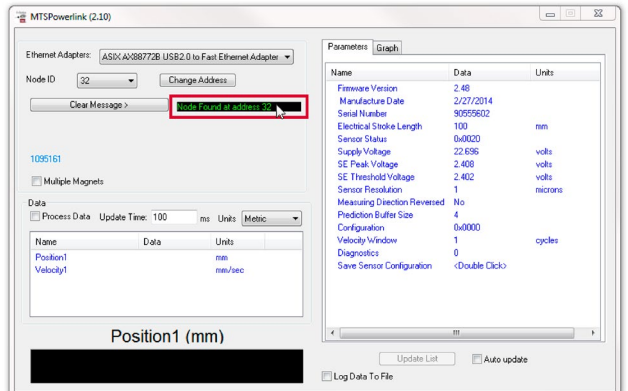 MTSPowerlink (2.10)
Ethernet Adapters: ASIX AX88772B USB2.0 to Fast Ethernet Adapter
Node ID 32 Change Address
Clear Message > Node Found at address 32
1095161
Multiple Magnets
Data
Process Data Update Time: 100 ms Units Metric
Name Data Units
Position1 mm
Velocity1 mm/sec
Position1 (mm)
Parameters Graph
Name Data Units
Firmware Version 2.48
Manufacture Date 2/27/2014
Serial Number 90555602
Electrical Stroke Length 100 mm
Sensor Status 0x0020
Supply Voltage 22.696 volts
SE Peak Voltage 2.408 volts
SE Threshold Voltage 2.402 volts
Sensor Resolution 1 microns
Measuring Direction Reversed No
Prediction Buffer Size 4
Configuration 0x0000
Velocity Window 1 cycles
Diagnostics 0
Save Sensor Configuration <Double Click>
Update List Auto update
Log Data To File